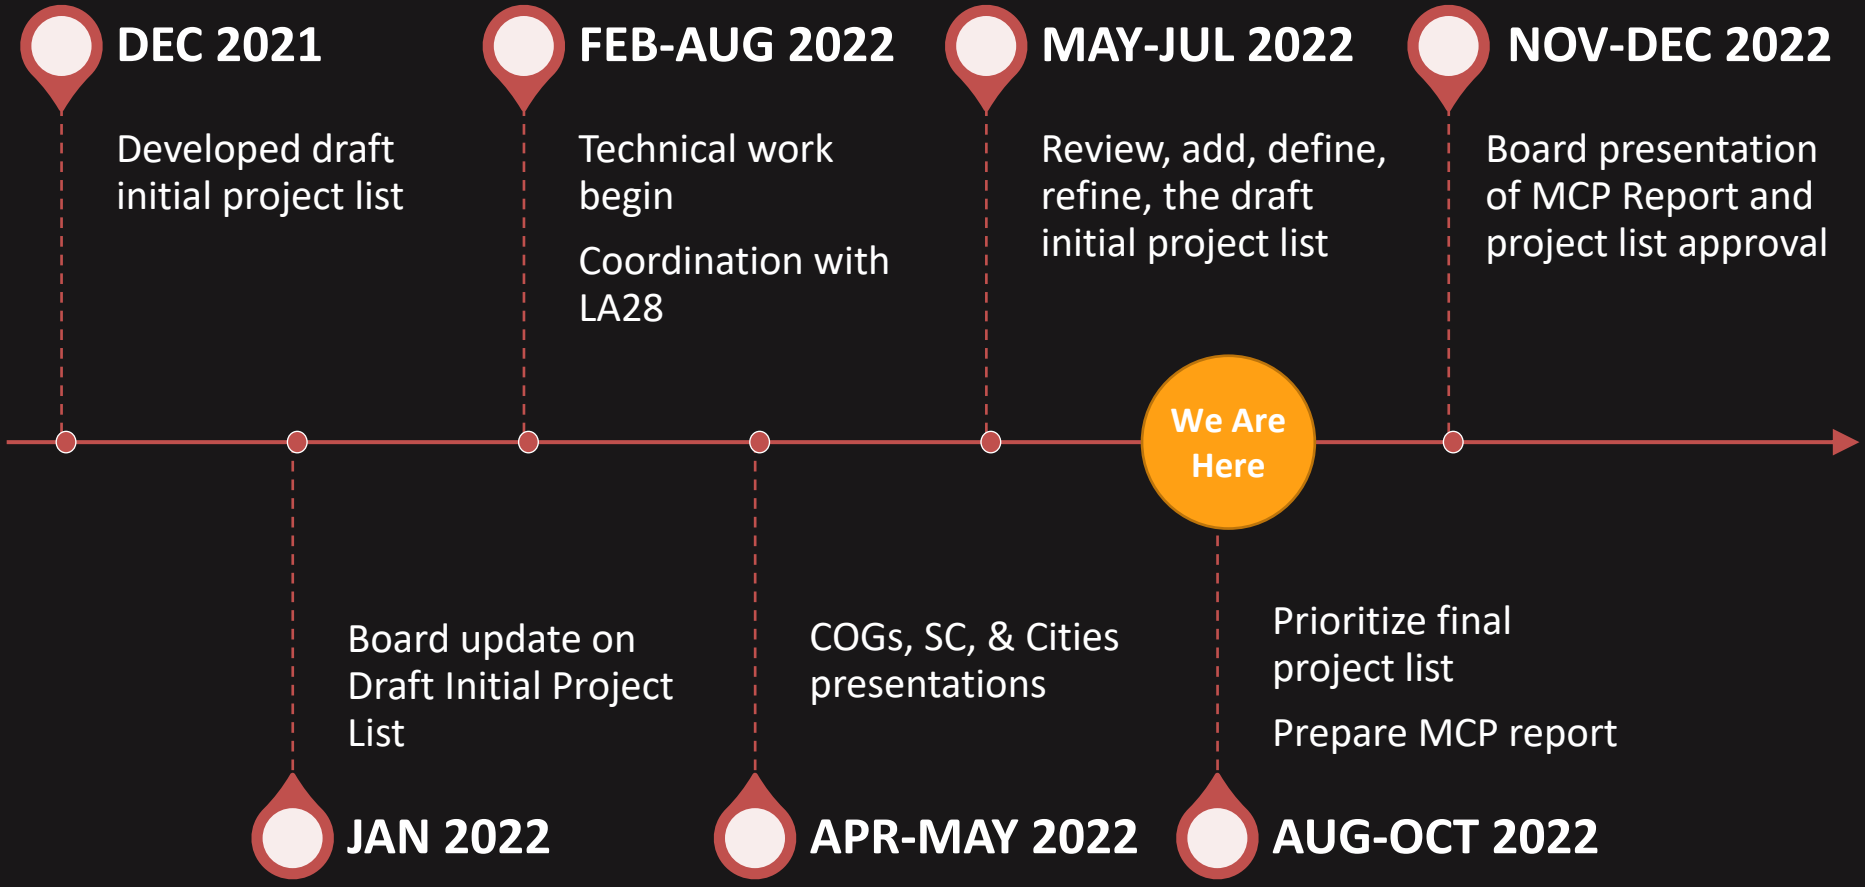 DEC 2021
Developed draft
initial project list
FEB-AUG 2022
Technical work
begin
Coordination with
LA28
MAY-JUL 2022
Review, add, define,
refine, the draft
initial project list
NOV-DEC 2022
Board presentation
of MCP Report and
project list approval
We Are
Here
Board update on
Draft Initial Project
List
JAN 2022
COGs, SC, & Cities
presentations
APR-MAY 2022
Prioritize final
project list
Prepare MCP report
AUG-OCT 2022